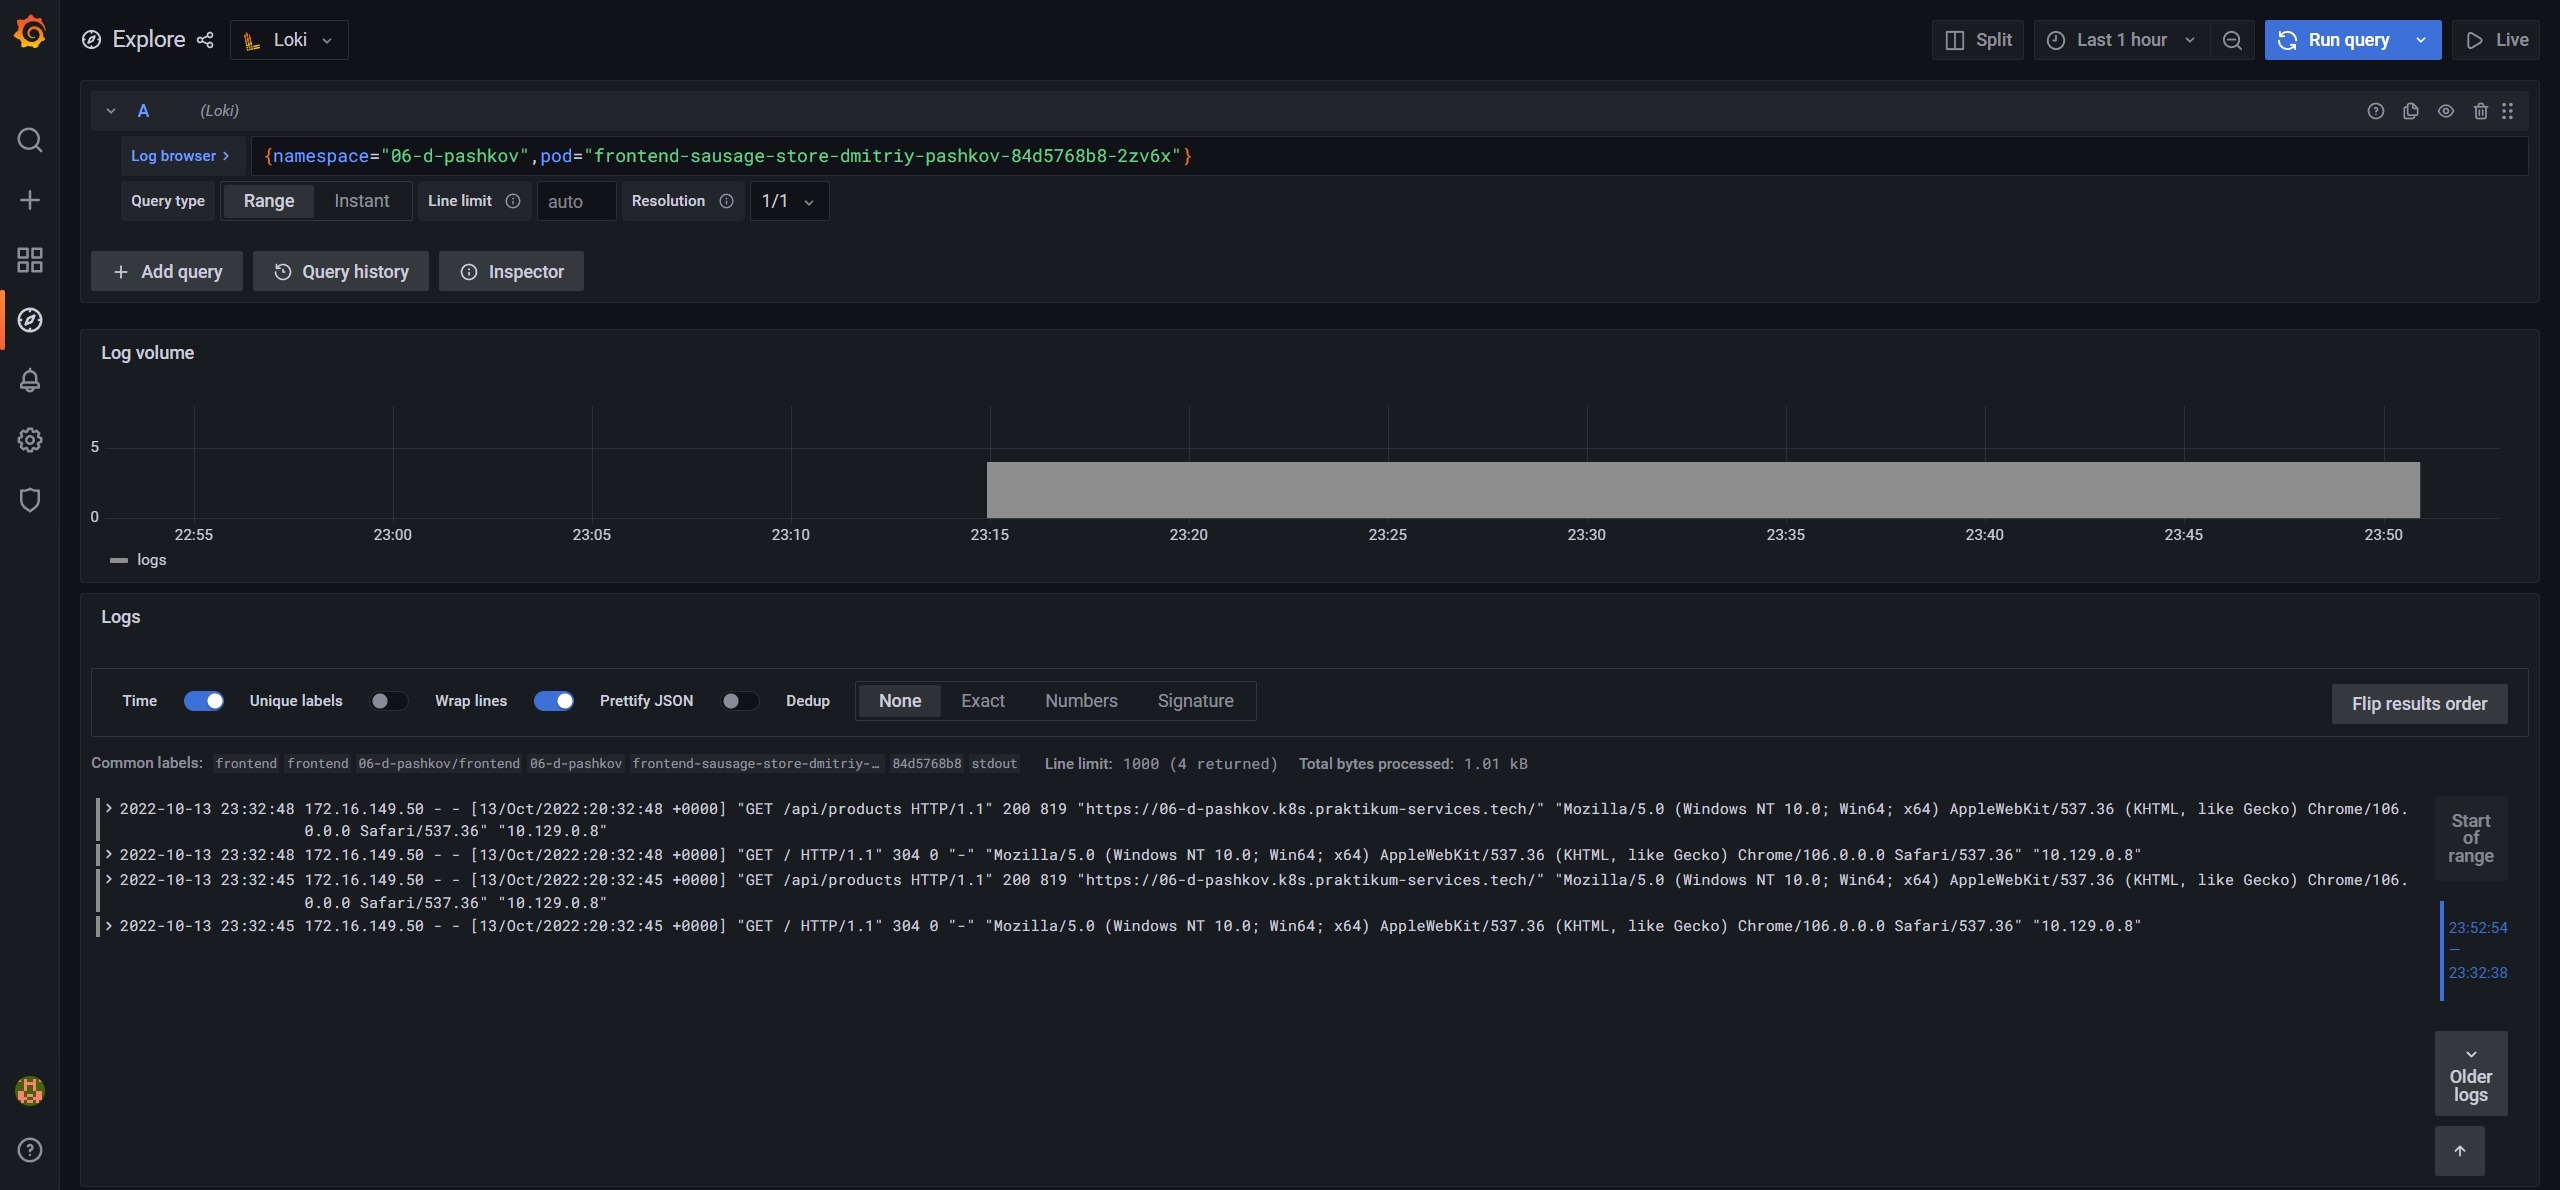 Explore Loki Split Last 1 hour Run query Live
A (Loki)
Log browser > {namespace="06-d-pashkov",pod="frontend-sausage-store-dmitriy-pashkov-84d5768b8-2zv6x"}
Query type Range Instant Line limit auto Resolution 1/1
+ Add query Query history Inspector
Log volume
5
0
22:55 23:00 23:05 23:10 23:15 23:20 23:25 23:30 23:35 23:40 23:45 23:50
logs
Logs
Time Unique labels Wrap lines Prettify JSON Dedup None Exact Numbers Signature Flip results order
Common labels: frontend frontend 06-d-pashkov/frontend 06-d-pashkov frontend-sausage-store-dmitriy-… 84d5768b8 stdout Line limit: 1000 (4 returned) Total bytes processed: 1.01 kB
> 2022-10-13 23:32:48 172.16.149.50 - - [13/Oct/2022:20:32:48 +0000] "GET /api/products HTTP/1.1" 200 819 "https://06-d-pashkov.k8s.praktikum-services.tech/" "Mozilla/5.0 (Windows NT 10.0; Win64; x64) AppleWebKit/537.36 (KHTML, like Gecko) Chrome/106.
0.0.0 Safari/537.36" "10.129.0.8"
> 2022-10-13 23:32:48 172.16.149.50 - - [13/Oct/2022:20:32:48 +0000] "GET / HTTP/1.1" 304 0 "-" "Mozilla/5.0 (Windows NT 10.0; Win64; x64) AppleWebKit/537.36 (KHTML, like Gecko) Chrome/106.0.0.0 Safari/537.36" "10.129.0.8"
> 2022-10-13 23:32:45 172.16.149.50 - - [13/Oct/2022:20:32:45 +0000] "GET /api/products HTTP/1.1" 200 819 "https://06-d-pashkov.k8s.praktikum-services.tech/" "Mozilla/5.0 (Windows NT 10.0; Win64; x64) AppleWebKit/537.36 (KHTML, like Gecko) Chrome/106.
0.0.0 Safari/537.36" "10.129.0.8"
> 2022-10-13 23:32:45 172.16.149.50 - - [13/Oct/2022:20:32:45 +0000] "GET / HTTP/1.1" 304 0 "-" "Mozilla/5.0 (Windows NT 10.0; Win64; x64) AppleWebKit/537.36 (KHTML, like Gecko) Chrome/106.0.0.0 Safari/537.36" "10.129.0.8"
Start
of
range
23:52:54
—
23:32:38
Older
logs